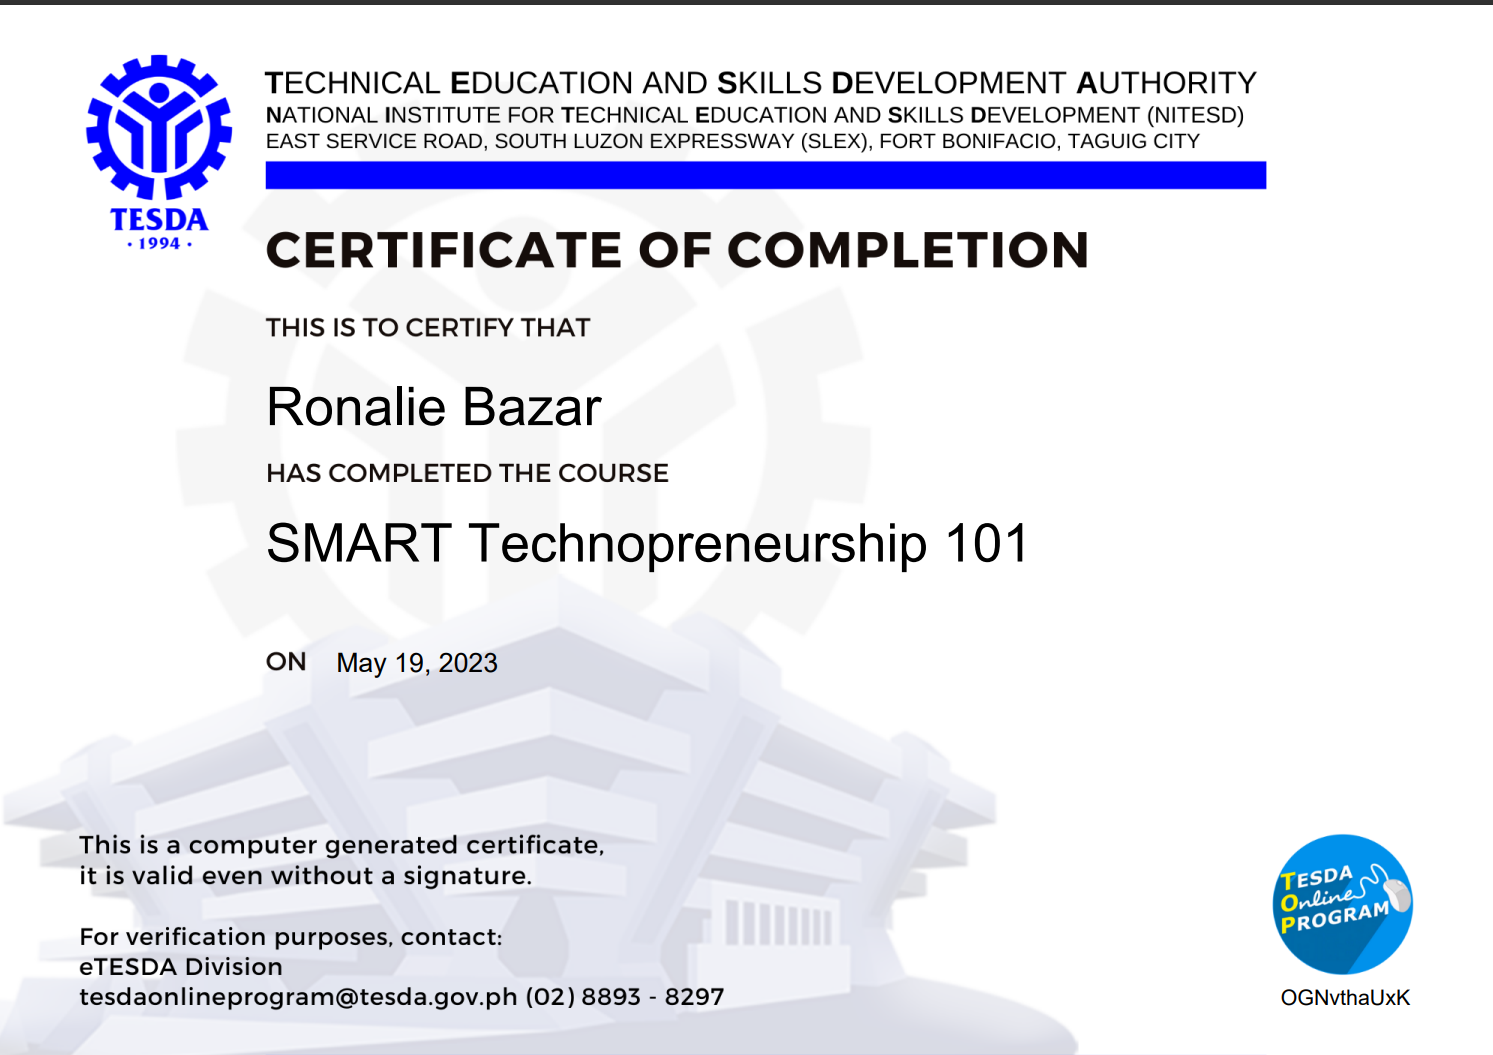 TECHNICAL EDUCATION AND SKILLS DEVELOPMENT AUTHORITY
NATIONAL INSTITUTE FOR TECHNICAL EDUCATION AND SKILLS DEVELOPMENT (NITESD)
EAST SERVICE ROAD, SOUTH LUZON EXPRESSWAY (SLEX), FORT BONIFACIO, TAGUIG CITY
TESDA
· 1994 ·
CERTIFICATE OF COMPLETION
THIS IS TO CERTIFY THAT
Ronalie Bazar
HAS COMPLETED THE COURSE
SMART Technopreneurship 101
ON May 19, 2023
This is a computer generated certificate,
it is valid even without a signature.
For verification purposes, contact:
eTESDA Division
tesdaonlineprogram@tesda.gov.ph (02) 8893 - 8297
TESDA
Online
PROGRAM
OGNvthaUxK